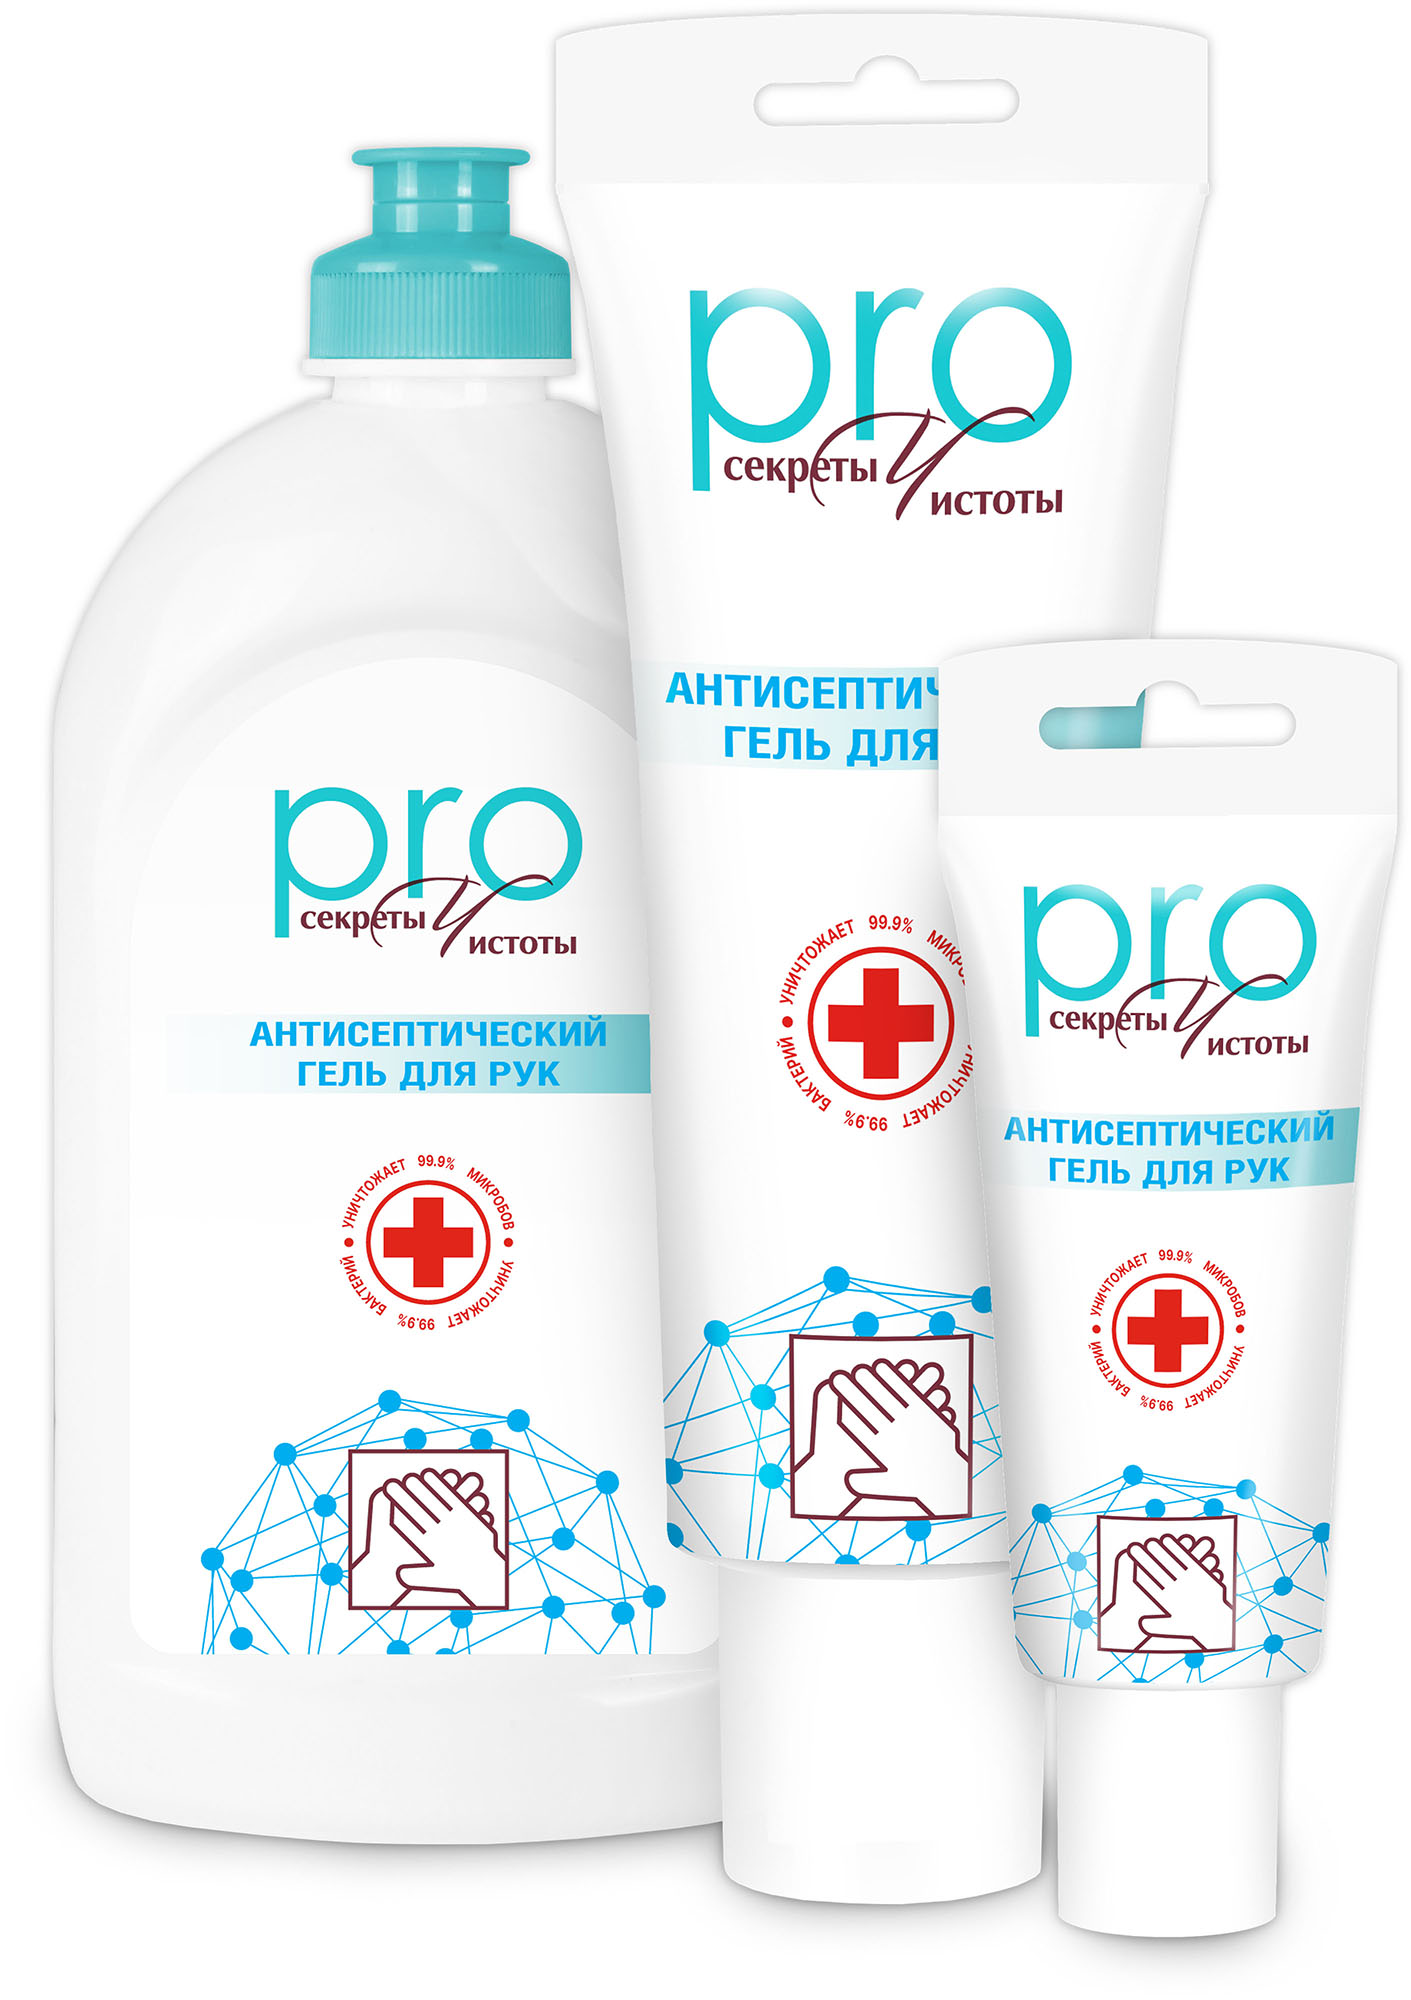 pro
секреты Чистоты
АНТИСЕПТИЧЕСКИЙ
ГЕЛЬ ДЛЯ РУК
УНИЧТОЖАЕТ 99.9% МИКРОБОВ
УНИЧТОЖАЕТ 99.9% БАКТЕРИЙ
pro
секреты Чистоты
АНТИСЕПТИЧ
ГЕЛЬ ДЛЯ
УНИЧТОЖАЕТ 99.9% МИКРОБ
УНИЧТОЖАЕТ 99.9% БАКТЕРИЙ
pro
секреты Чистоты
АНТИСЕПТИЧЕСКИЙ
ГЕЛЬ ДЛЯ РУК
УНИЧТОЖАЕТ 99.9% МИКРОБОВ
УНИЧТОЖАЕТ 99.9% БАКТЕРИЙ